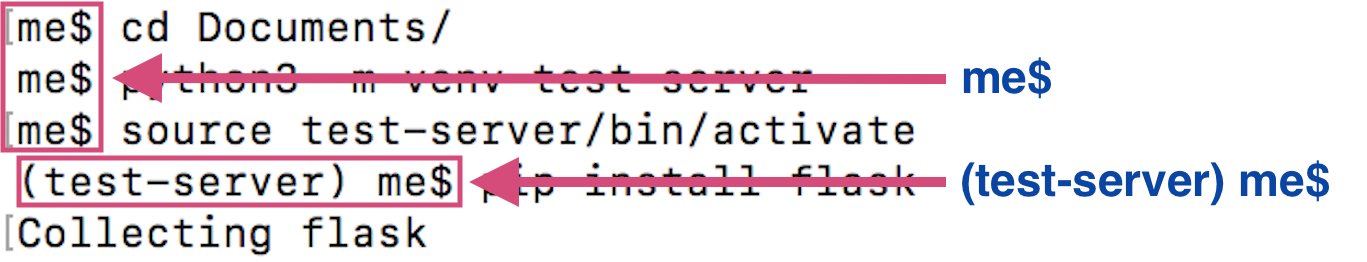 me$ cd Documents/
me$ python3 -m venv test-server
me$
me$ source test-server/bin/activate
(test-server) me$ pip install flask
(test-server) me$
Collecting flask